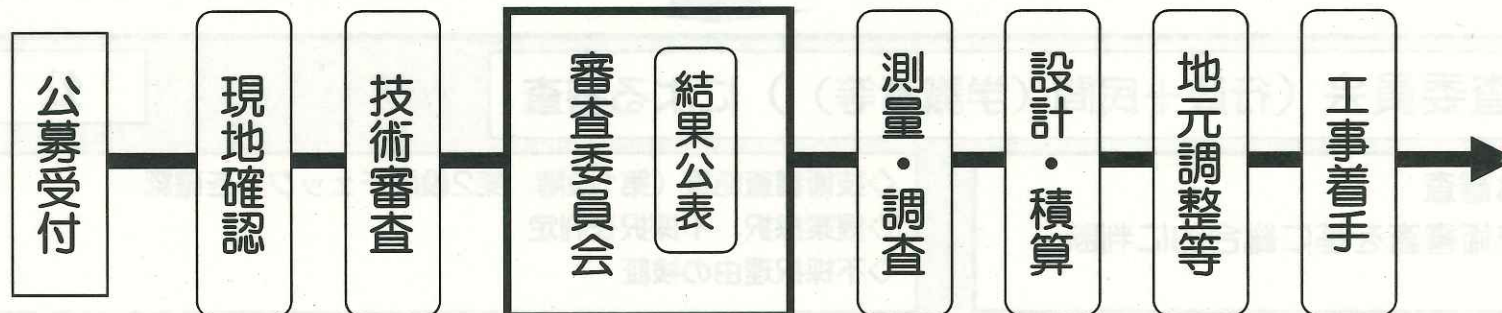 公募受付
現地確認
技術審査
審査委員会
結果公表
測量・調査
設計・積算
地元調整等
工事着手